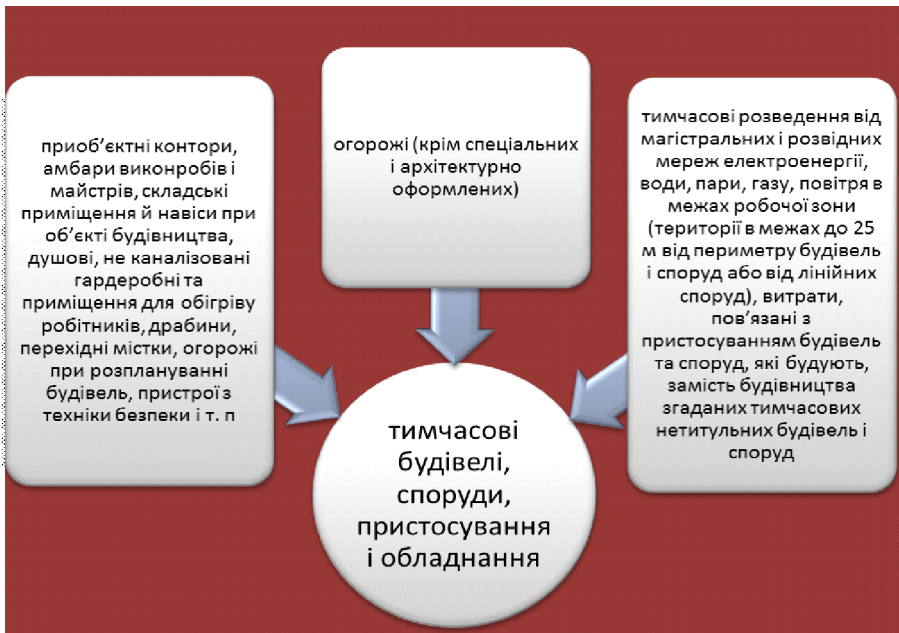 приоб’єктні контори,
амбари виконробів і
майстрів, складські
приміщення й навіси при
об’єкті будівництва,
душові, не каналізовані
гардеробні та
приміщення для обігріву
робітників, драбини,
перехідні містки, огорожі
при розплануванні
будівель, пристрої з
техніки безпеки і т. п
огорожі (крім спеціальних
і архітектурно
оформлених)
тимчасові розведення від
магістральних і розвідних
мереж електроенергії,
води, пари, газу, повітря в
межах робочої зони
(території в межах до 25
м від периметру будівель
і споруд або від лінійних
споруд), витрати,
пов’язані з
пристосуванням будівель
та споруд, які будують,
замість будівництва
згаданих тимчасових
нетитульних будівель і
споруд
тимчасові
будівелі,
споруди,
пристосування
і обладнання